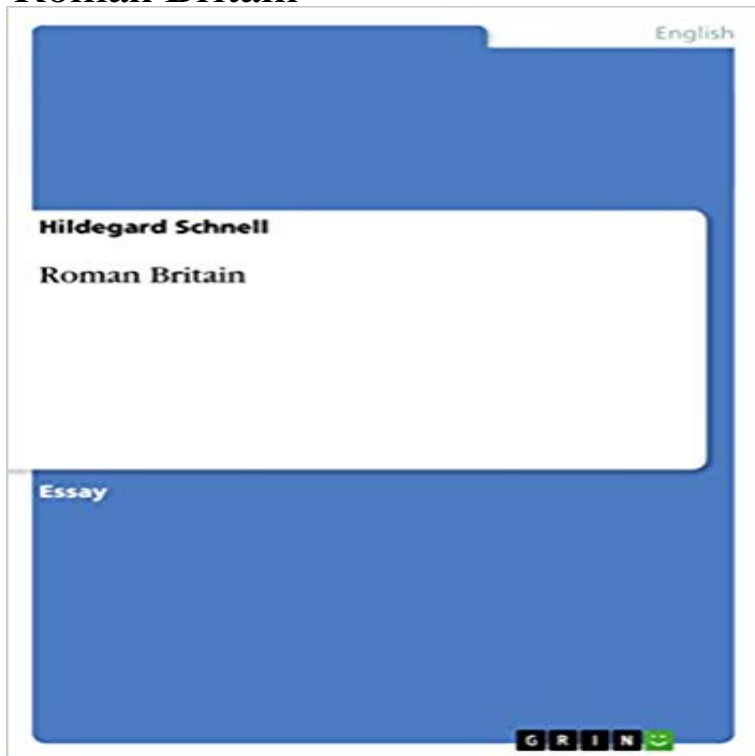 Roman Britain
English
Hildegard Schnell
Roman Britain
Essay
GRIN